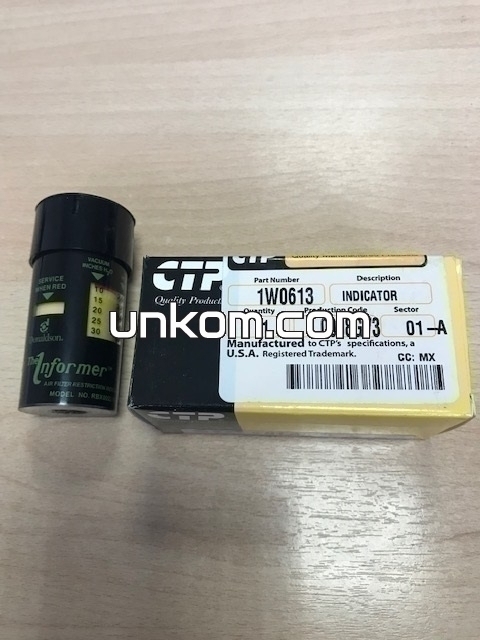 SERVICE
WHEN RED
VACUUM
INCHES H₂O
10
15
20
25
30
Donaldson.
The Informer™
AIR FILTER RESTRICTION
MODEL NO.
CTP
Quality
Part Number
Description
1W0613
INDICATOR
Quantity
Production Code
Sector
01-A
Manufactured to CTP's specifications, a
U.S.A. Registered Trademark.
CC: MX
CTP
unkom.com